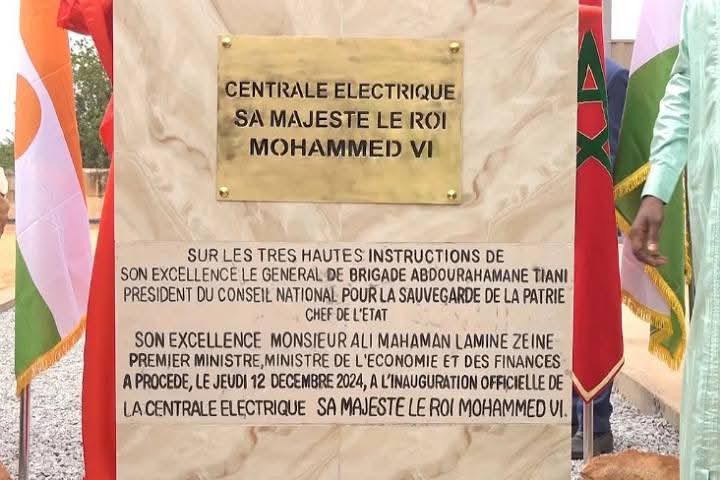 CENTRALE ELECTRIQUE
SA MAJESTE LE ROI
MOHAMMED VI
SUR LES TRES HAUTES INSTRUCTIONS DE
SON EXCELLENCE LE GENERAL DE BRIGADE ABDOURAHAMANE TIANI
PRESIDENT DU CONSEIL NATIONAL POUR LA SAUVEGARDE DE LA PATRIE
CHEF DE L'ETAT
SON EXCELLENCE MONSIEUR ALI MAHAMAN LAMINE ZEINE
PREMIER MINISTRE, MINISTRE DE L'ECONOMIE ET DES FINANCES
A PROCEDE, LE JEUDI 12 DECEMBRE 2024, A L'INAUGURATION OFFICIELLE DE
LA CENTRALE ELECTRIQUE SA MAJESTE LE ROI MOHAMMED VI.